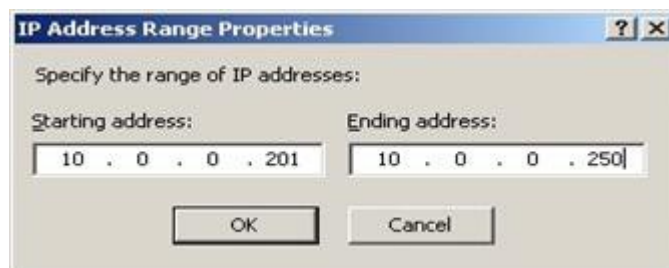 IP Address Range Properties
Specify the range of IP addresses:
Starting address: Ending address:
10 . 0 . 0 . 201 10 . 0 . 0 . 250
OK Cancel